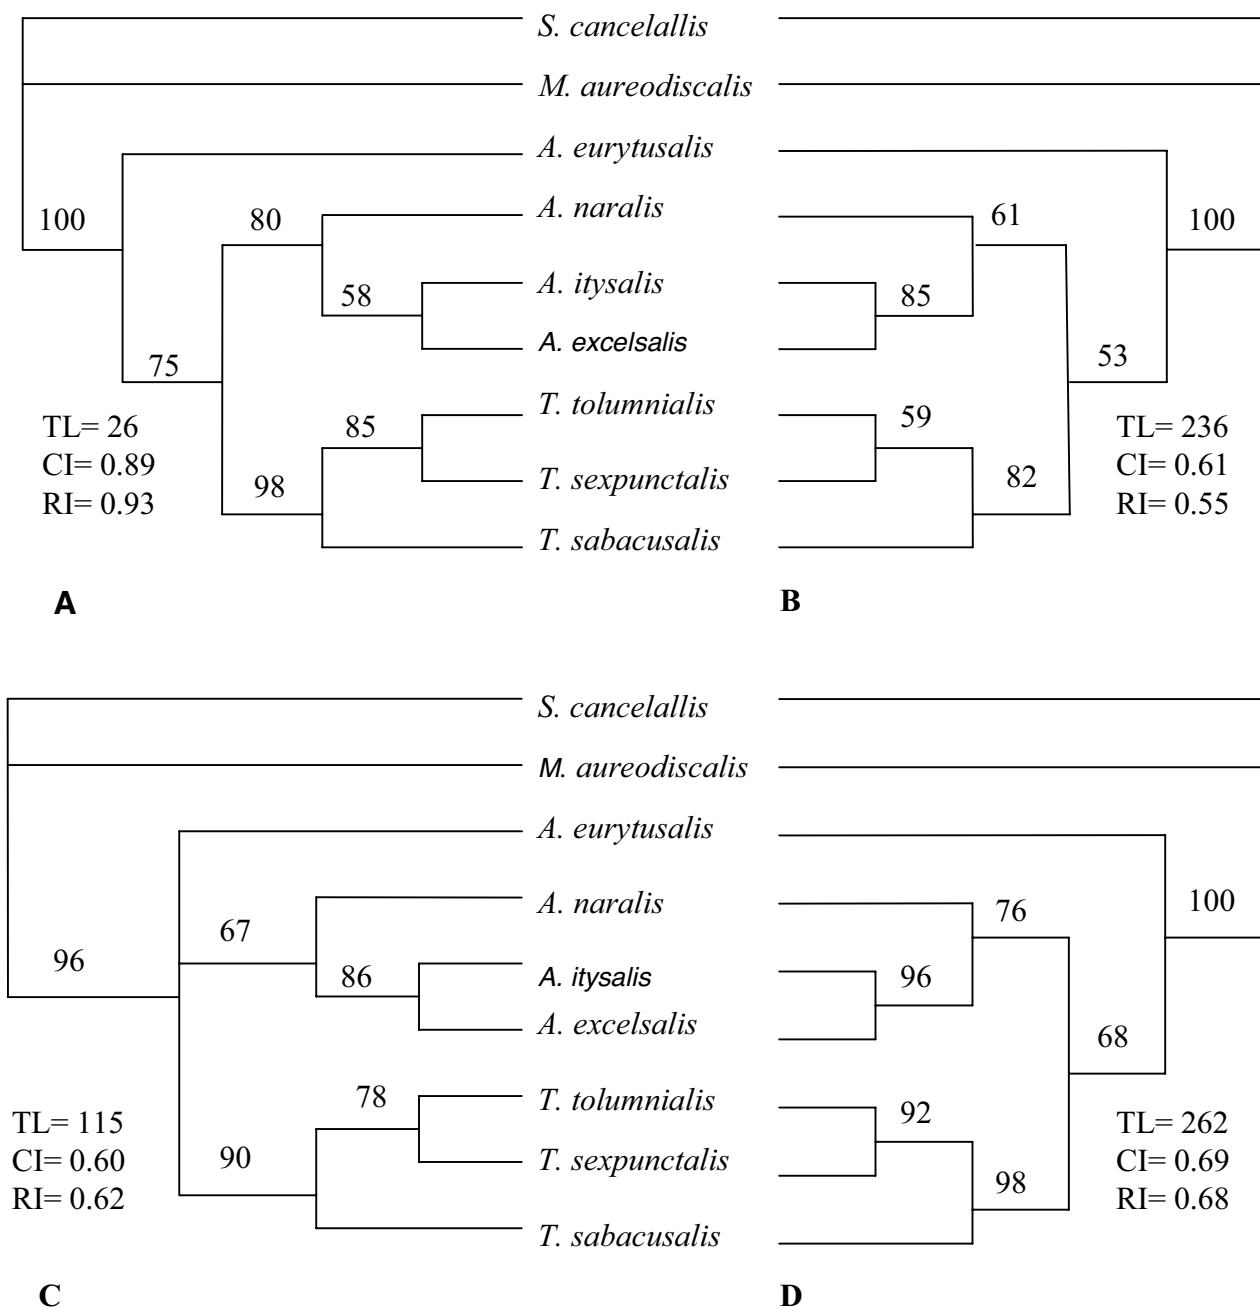 S. cancelallis
M. aureodiscalis
A. eurytusalis
A. naralis
A. itysalis
A. excelsalis
T. tolumnialis
T. sexpunctalis
T. sabacusalis
100
80
58
75
85
98
TL= 26
CI= 0.89
RI= 0.93
A
61
100
85
53
59
82
TL= 236
CI= 0.61
RI= 0.55
B
S. cancelallis
M. aureodiscalis
A. eurytusalis
A. naralis
A. itysalis
A. excelsalis
T. tolumnialis
T. sexpunctalis
T. sabacusalis
67
96
86
78
90
TL= 115
CI= 0.60
RI= 0.62
C
76
100
96
68
92
98
TL= 262
CI= 0.69
RI= 0.68
D